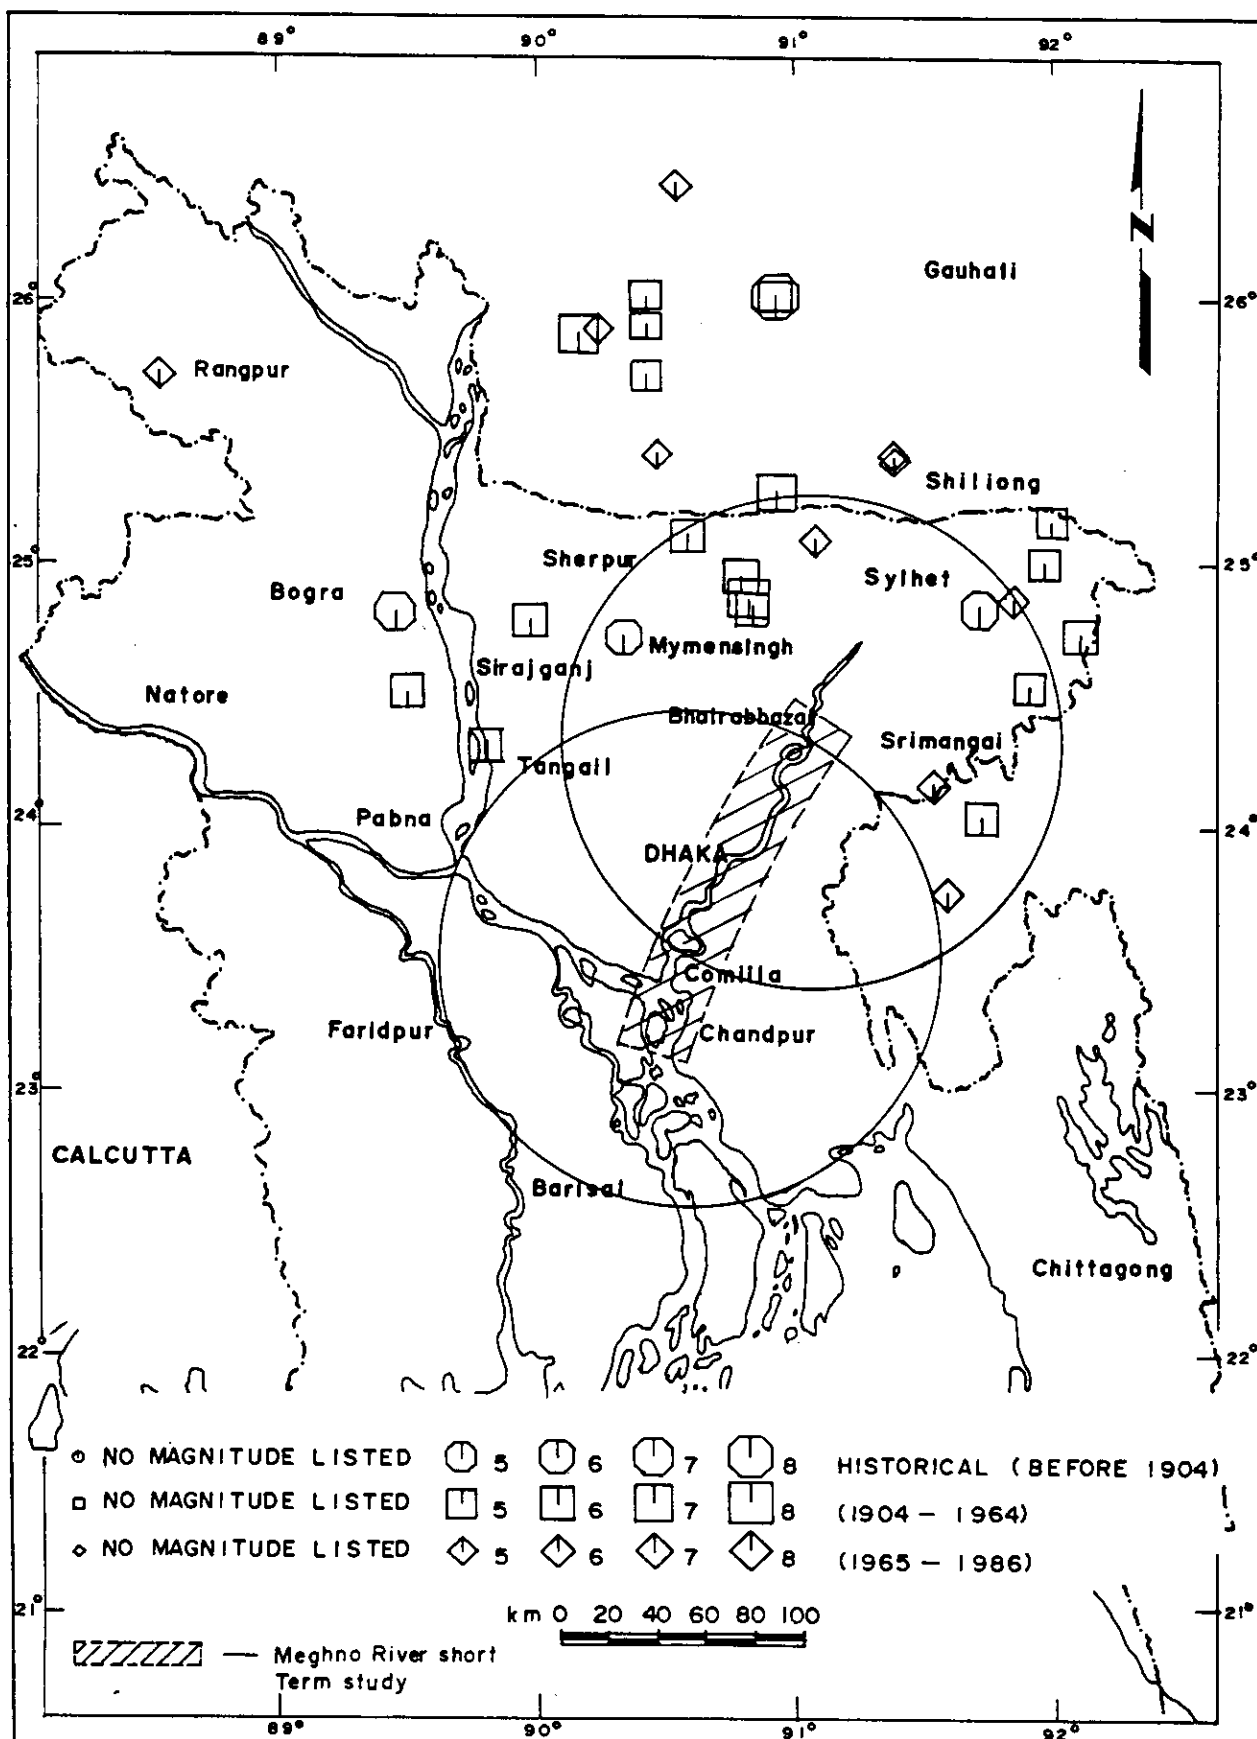 89° 90° 91° 92°
N
Gauhati
26° 26°
Rangpur
Shiliong
Sherpur
25° 25°
Sylhet
Bogra
Mymensingh
Sirajganj
Natore
Bhairabbazar
Srimangal
Tangail
Pabna
24° 24°
DHAKA
Comilla
Faridpur
Chandpur
23° 23°
CALCUTTA
Barisal
Chittagong
22° 22°
NO MAGNITUDE LISTED 5 6 7 8 HISTORICAL (BEFORE 1904)
NO MAGNITUDE LISTED 5 6 7 8 (1904 - 1964)
NO MAGNITUDE LISTED 5 6 7 8 (1965 - 1986)
21° 21°
km 0 20 40 60 80 100
— Meghno River short
Term study
89° 90° 91° 92°